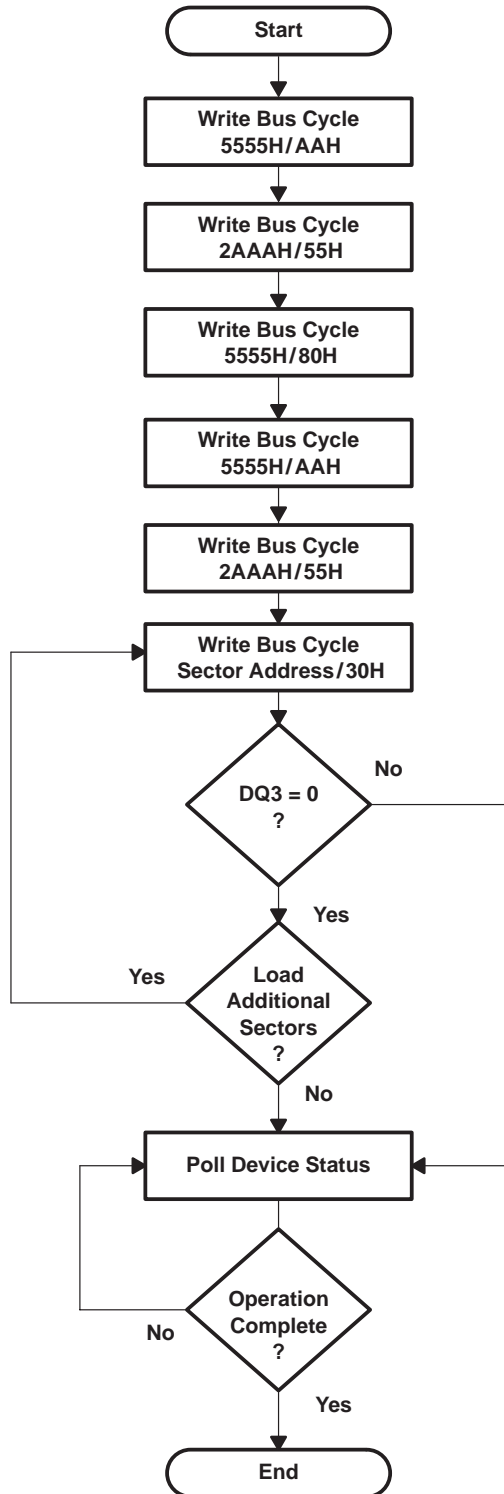 Start
Write Bus Cycle
5555H/AAH
Write Bus Cycle
2AAAH/55H
Write Bus Cycle
5555H/80H
Write Bus Cycle
5555H/AAH
Write Bus Cycle
2AAAH/55H
Write Bus Cycle
Sector Address/30H
No
DQ3 = 0
?
Yes
Yes
Load
Additional
Sectors
?
No
Poll Device Status
Operation
Complete
?
No
Yes
End